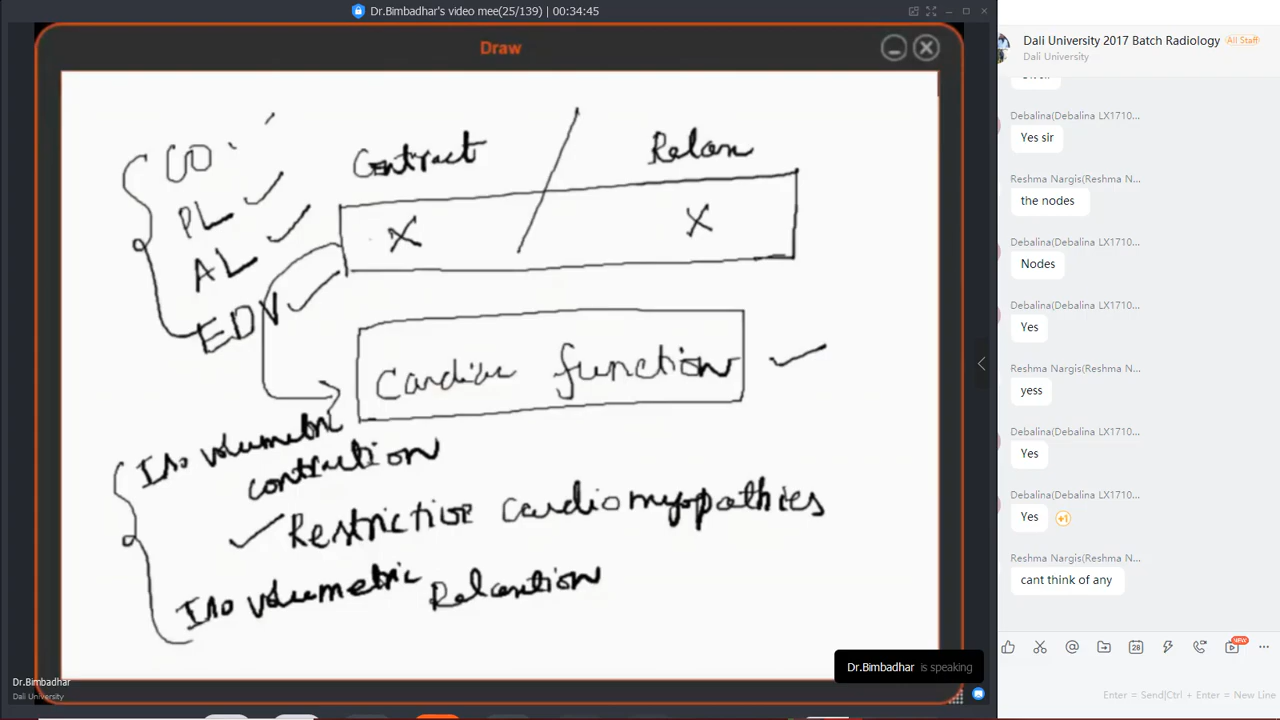 Dr.Bimbadhar's video mee(25/139) | 00:34:45
Draw
CO
PL
AL
EDV
Contract
Relax
X
X
Cardiac function
Iso volumetric
contraction
Restrictive cardiomyopathies
Iso volumetric Relaxation
Dr.Bimbadhar
Dali University
Dr.Bimbadhar is speaking
Dali University 2017 Batch Radiology All Staff
Dali University
Debalina(Debalina LX1710...
Yes sir
Reshma Nargis(Reshma N...
the nodes
Debalina(Debalina LX1710...
Nodes
Debalina(Debalina LX1710...
Yes
Reshma Nargis(Reshma N...
yess
Debalina(Debalina LX1710...
Yes
Debalina(Debalina LX1710...
Yes +1
Reshma Nargis(Reshma N...
cant think of any
28
NEW
Enter = Send|Ctrl + Enter = New Line